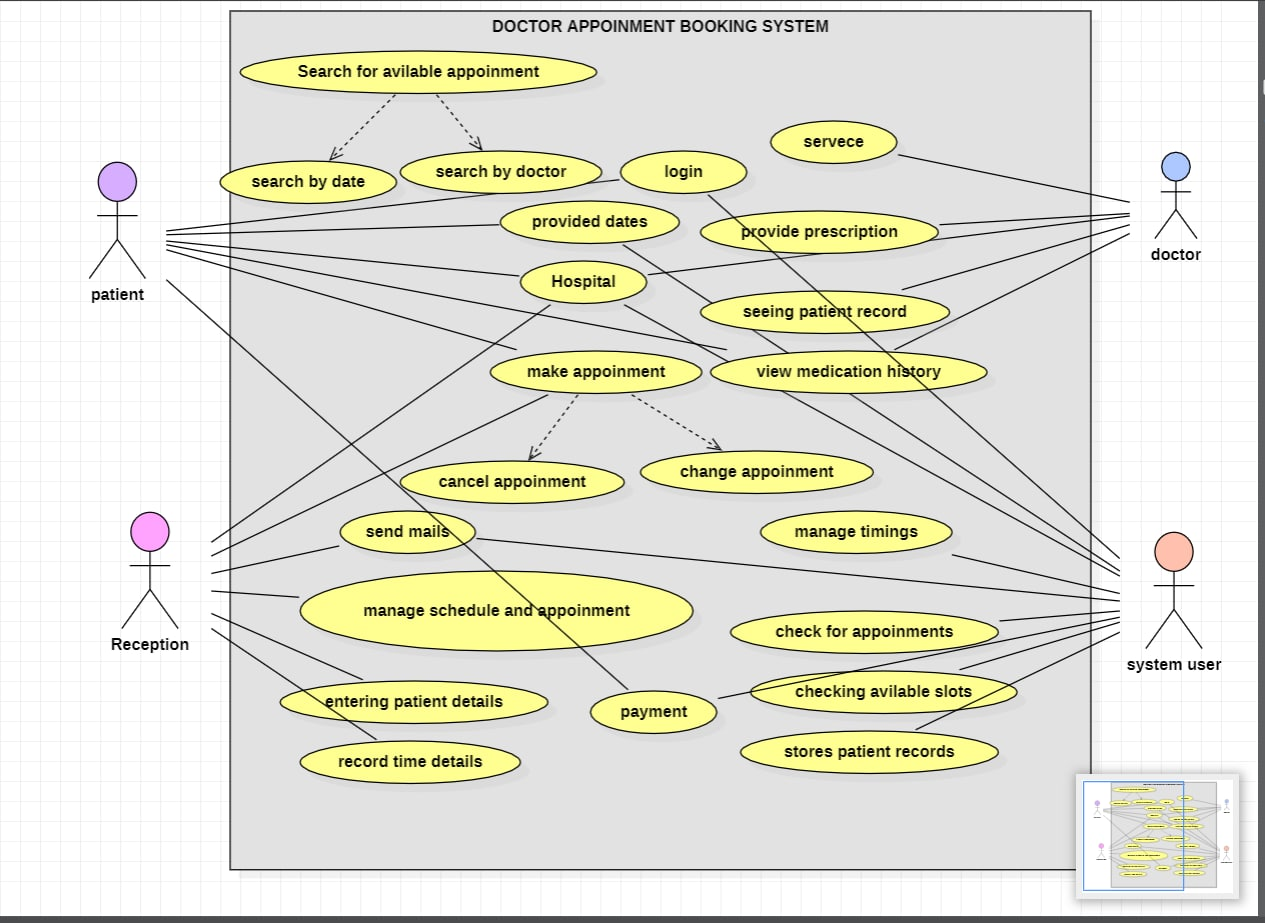 DOCTOR APPOINMENT BOOKING SYSTEM
Search for avilable appoinment
servece
search by date
search by doctor
login
provided dates
provide prescription
doctor
patient
Hospital
seeing patient record
make appoinment
view medication history
cancel appoinment
change appoinment
send mails
manage timings
manage schedule and appoinment
check for appoinments
Reception
system user
entering patient details
payment
checking avilable slots
record time details
stores patient records